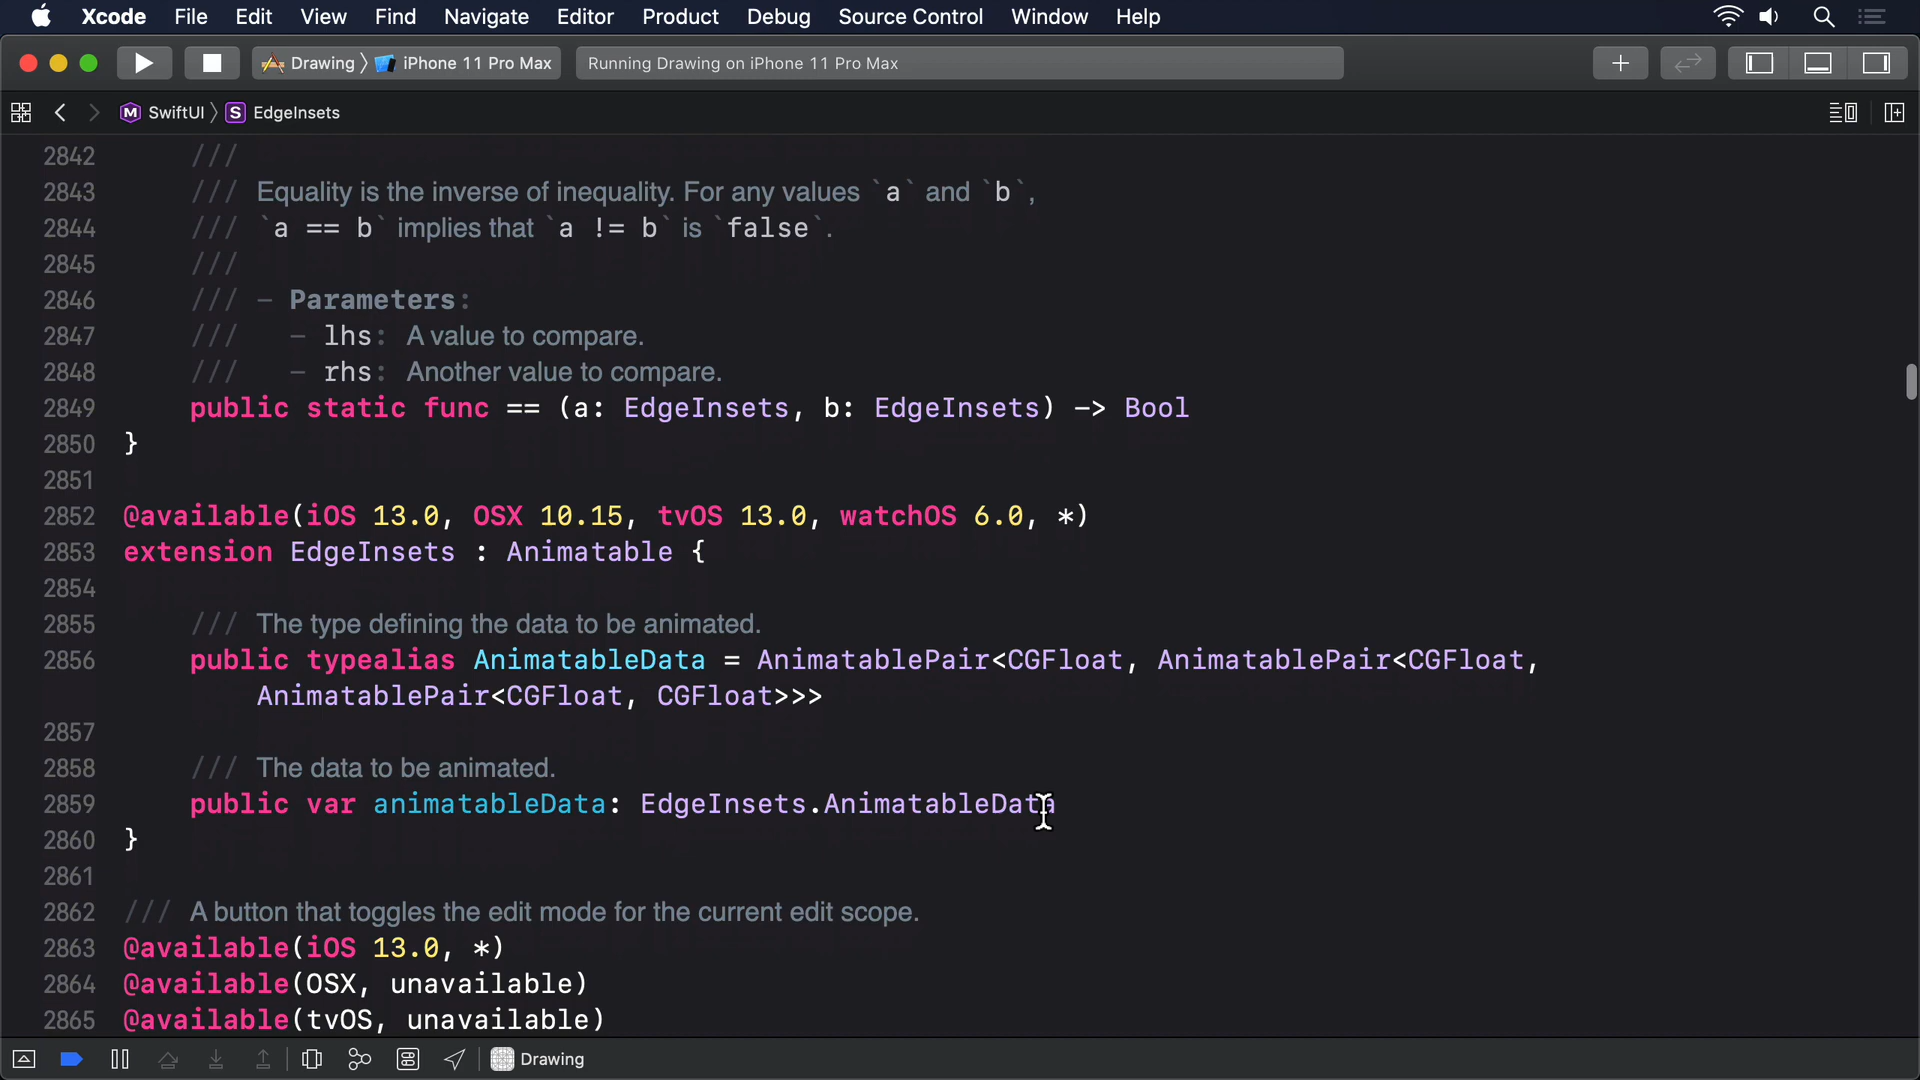 Xcode File Edit View Find Navigate Editor Product Debug Source Control Window Help
Drawing 〉 iPhone 11 Pro Max Running Drawing on iPhone 11 Pro Max
M SwiftUI 〉 S EdgeInsets
2842 ///
2843 /// Equality is the inverse of inequality. For any values `a` and `b`,
2844 /// `a == b` implies that `a != b` is `false`.
2845 ///
2846 /// - Parameters:
2847 /// - lhs: A value to compare.
2848 /// - rhs: Another value to compare.
2849 public static func == (a: EdgeInsets, b: EdgeInsets) -> Bool
2850 }
2851
2852 @available(iOS 13.0, OSX 10.15, tvOS 13.0, watchOS 6.0, *)
2853 extension EdgeInsets : Animatable {
2854
2855 /// The type defining the data to be animated.
2856 public typealias AnimatableData = AnimatablePair<CGFloat, AnimatablePair<CGFloat,
AnimatablePair<CGFloat, CGFloat>>>
2857
2858 /// The data to be animated.
2859 public var animatableData: EdgeInsets.AnimatableData
2860 }
2861
2862 /// A button that toggles the edit mode for the current edit scope.
2863 @available(iOS 13.0, *)
2864 @available(OSX, unavailable)
2865 @available(tvOS, unavailable)
Drawing